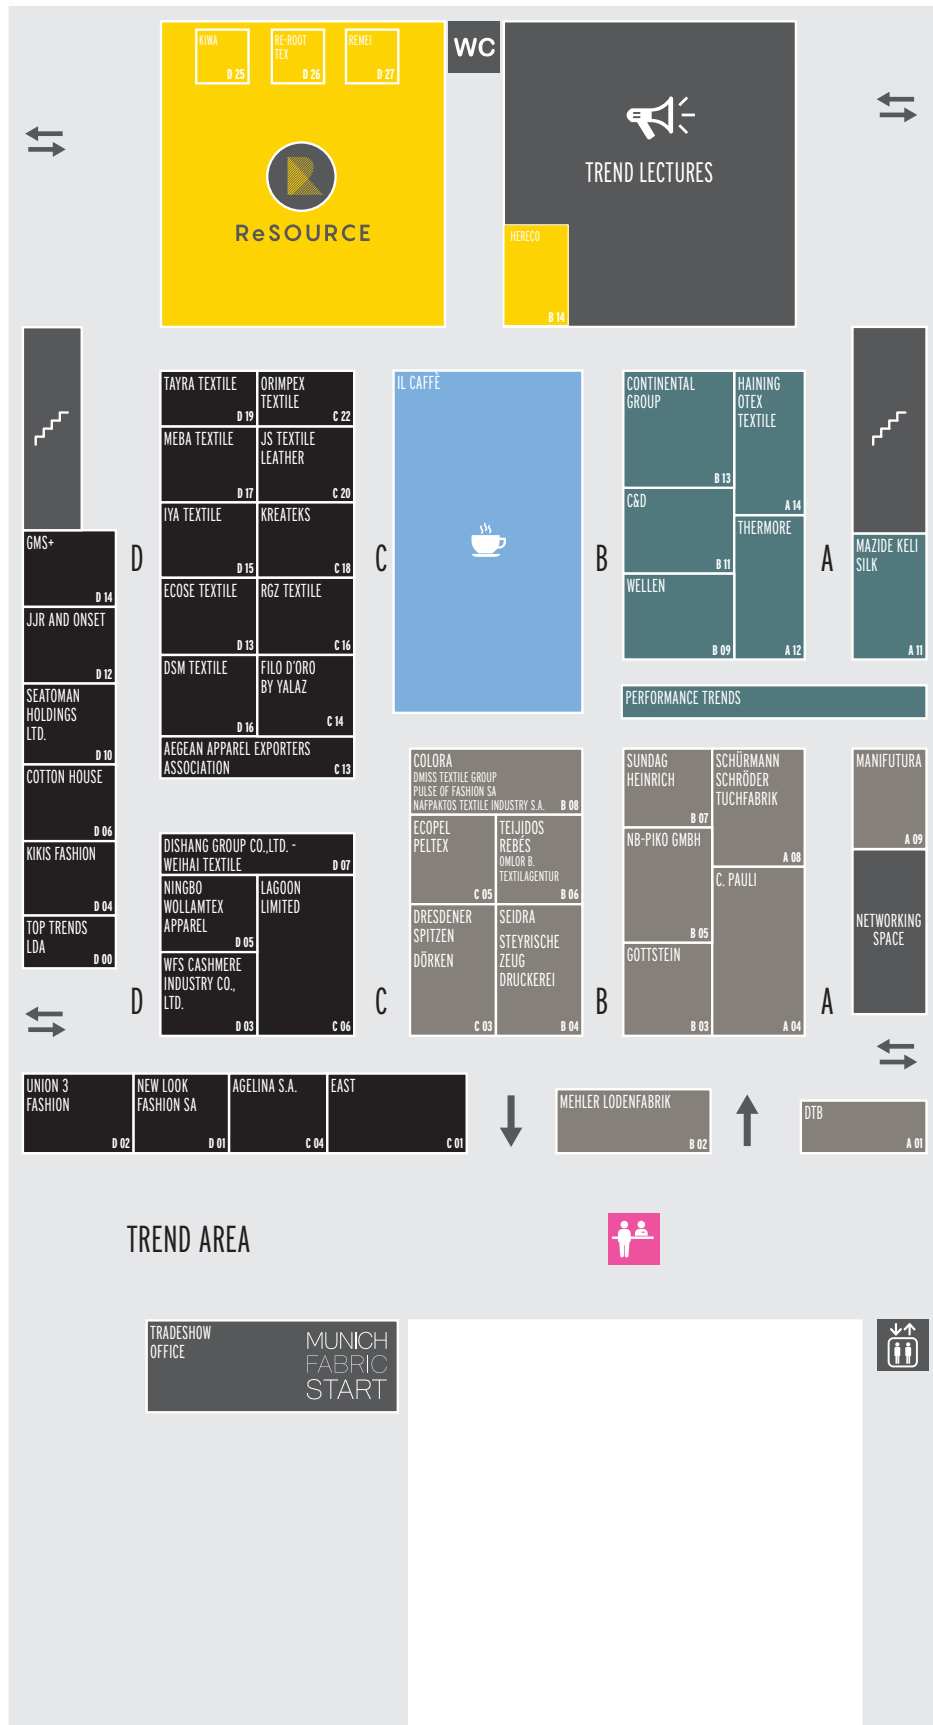 KIWA
D 25
RE-ROOT
TEX
D 26
REMEI
D 27
R
ReSOURCE
WC
TREND LECTURES
HERECO
B 14
TAYRA TEXTILE
D 19
ORIMPEX
TEXTILE
C 22
MEBA TEXTILE
D 17
JS TEXTILE
LEATHER
C 20
IYA TEXTILE
D 15
KREATEKS
C 18
ECOSE TEXTILE
D 13
RGZ TEXTILE
C 16
DSM TEXTILE
D 16
FILO D'ORO
BY YALAZ
C 14
AEGEAN APPAREL EXPORTERS
ASSOCIATION
C 13
IL CAFFÈ
CONTINENTAL
GROUP
B 13
HAINING
OTEX
TEXTILE
A 14
C&D
B 11
THERMORE
A 12
WELLEN
B 09
MAZIDE KELI
SILK
A 11
D
C
B
A
GMS+
D 14
JJR AND ONSET
D 12
SEATOMAN
HOLDINGS
LTD.
D 10
COTTON HOUSE
D 06
KIKIS FASHION
D 04
TOP TRENDS
LDA
D 00
PERFORMANCE TRENDS
COLORA
DMISS TEXTILE GROUP
PULSE OF FASHION SA
NAFPAKTOS TEXTILE INDUSTRY S.A.
B 08
ECOPEL
PELTEX
C 05
TEIJIDOS
REBÉS
OMLOR B.
TEXTILAGENTUR
B 06
DRESDENER
SPITZEN
DÖRKEN
C 03
SEIDRA
STEYRISCHE
ZEUG
DRUCKEREI
B 04
SUNDAG
HEINRICH
B 07
SCHÜRMANN
SCHRÖDER
TUCHFABRIK
A 08
NB-PIKO GMBH
B 05
C. PAULI
A 04
GOTTSTEIN
B 03
MANIFUTURA
A 09
NETWORKING
SPACE
DISHANG GROUP CO.,LTD. -
WEIHAI TEXTILE
D 07
NINGBO
WOLLAMTEX
APPAREL
D 05
LAGOON
LIMITED
C 06
WFS CASHMERE
INDUSTRY CO.,
LTD.
D 03
D
C
B
A
UNION 3
FASHION
D 02
NEW LOOK
FASHION SA
D 01
AGELINA S.A.
C 04
EAST
C 01
MEHLER LODENFABRIK
B 02
DTB
A 01
TREND AREA
TRADESHOW
OFFICE
MUNICH
FABRIC
START